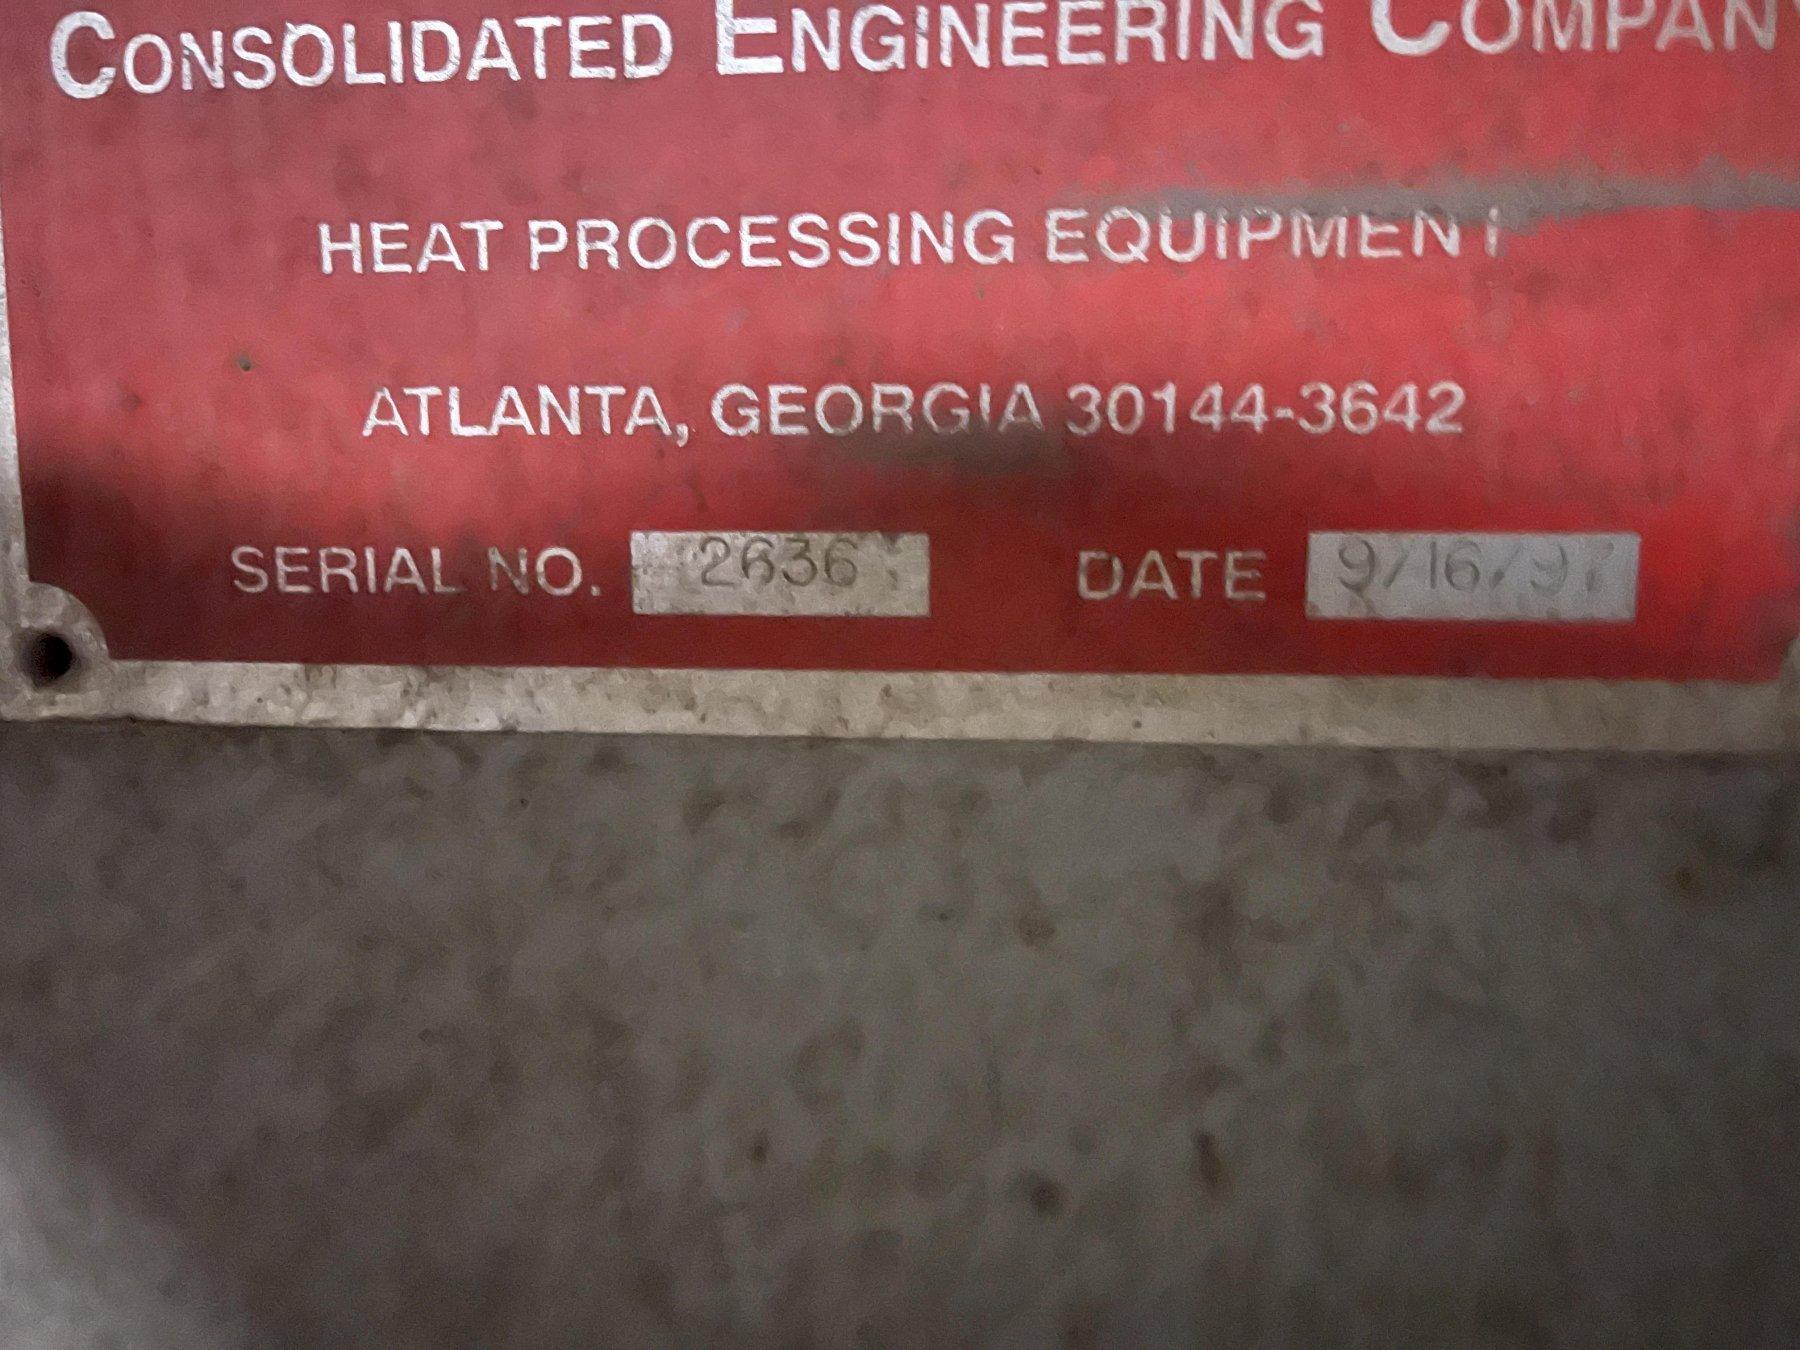 CONSOLIDATED ENGINEERING COMPAN
HEAT PROCESSING EQUIPMENT
ATLANTA, GEORGIA 30144-3642
SERIAL NO. 2636 DATE 9/16/97